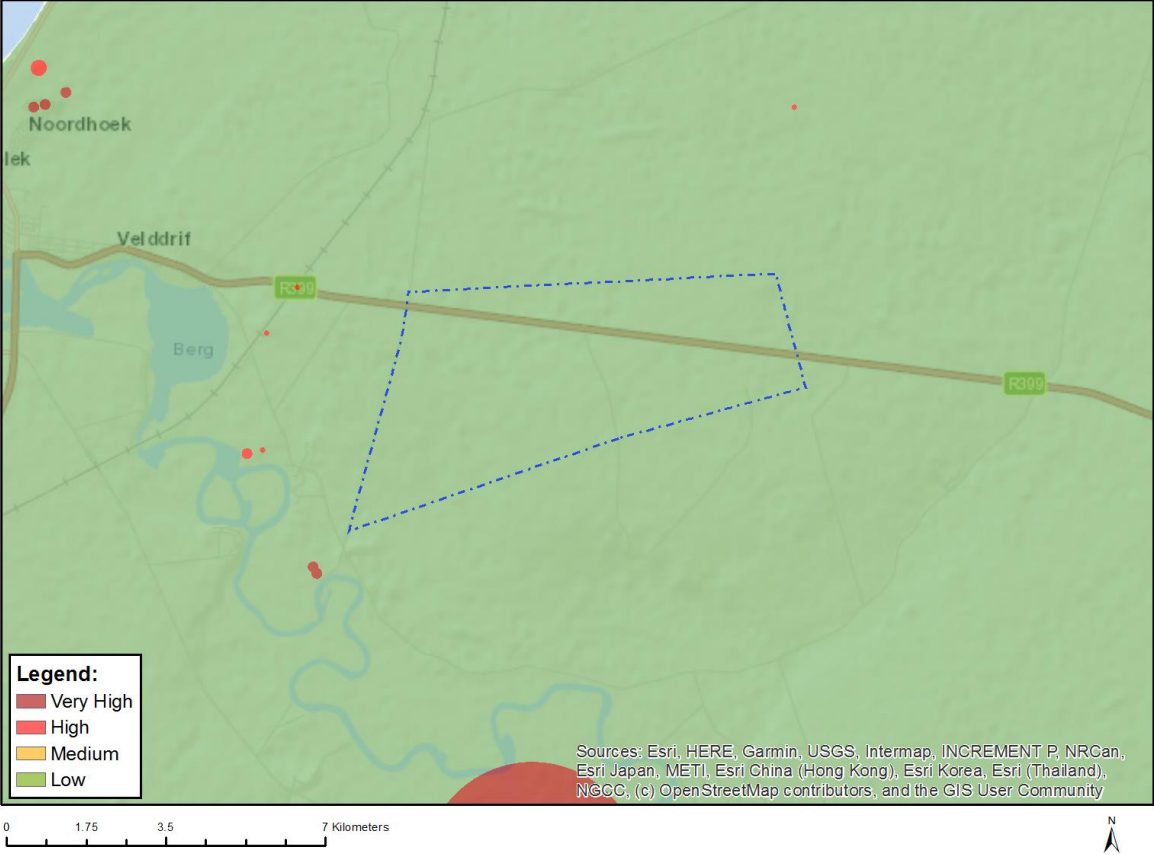 Noordhoek
lek
Velddrif
R399
Berg
R399
Legend:
Very High
High
Medium
Low
Sources: Esri, HERE, Garmin, USGS, Intermap, INCREMENT P, NRCan,
Esri Japan, METI, Esri China (Hong Kong), Esri Korea, Esri (Thailand),
NGCC, (c) OpenStreetMap contributors, and the GIS User Community
0 1.75 3.5 7 Kilometers
N